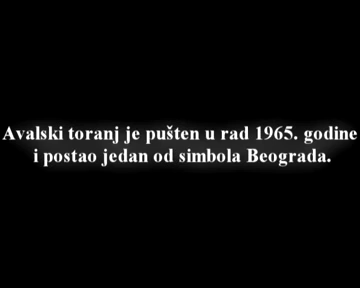 Avalski toranj je pušten u rad 1965. godine
i postao jedan od simbola Beograda.